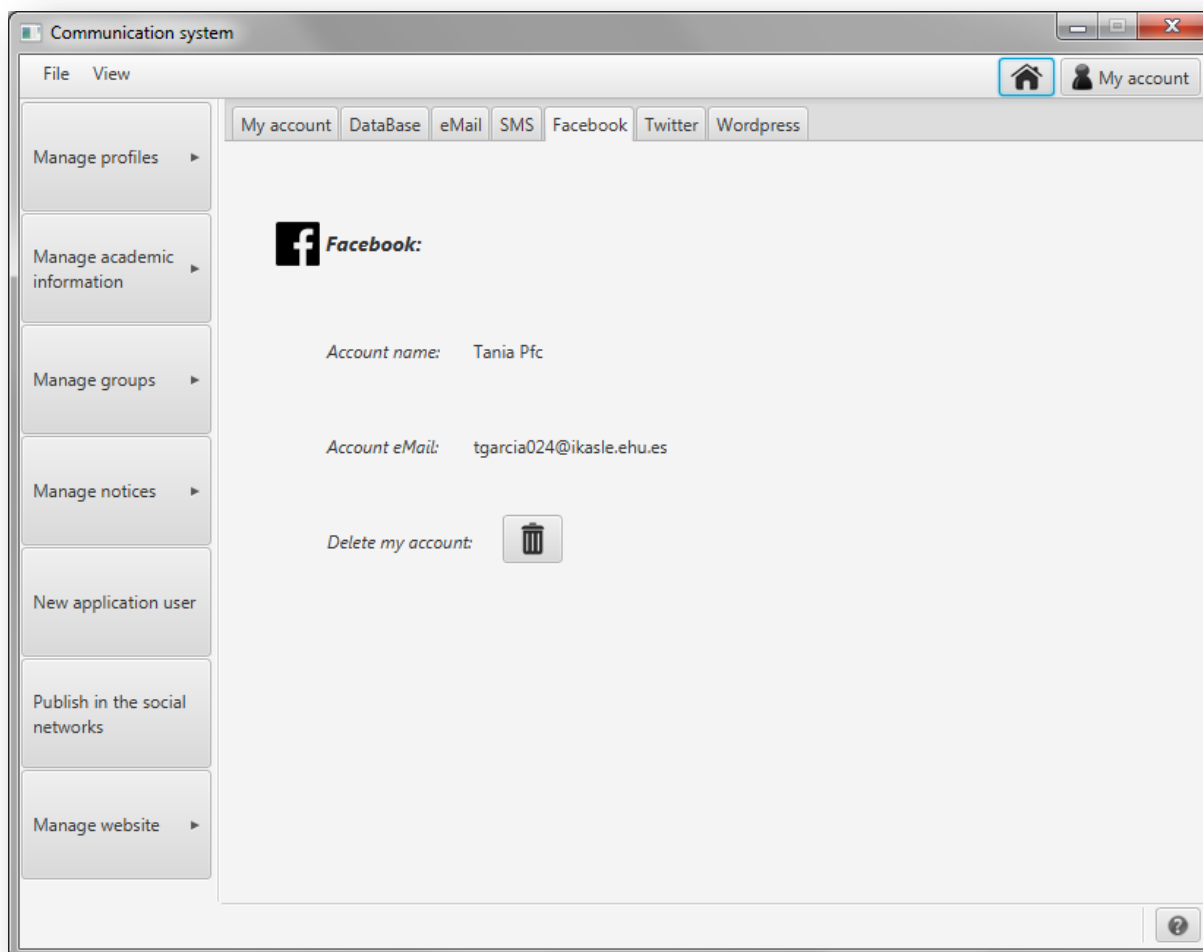 Communication system
File View My account
My account DataBase eMail SMS Facebook Twitter Wordpress
Manage profiles
Manage academic
information
Manage groups
Manage notices
New application user
Publish in the social
networks
Manage website
Facebook:
Account name: Tania Pfc
Account eMail: tgarcia024@ikasle.ehu.es
Delete my account: